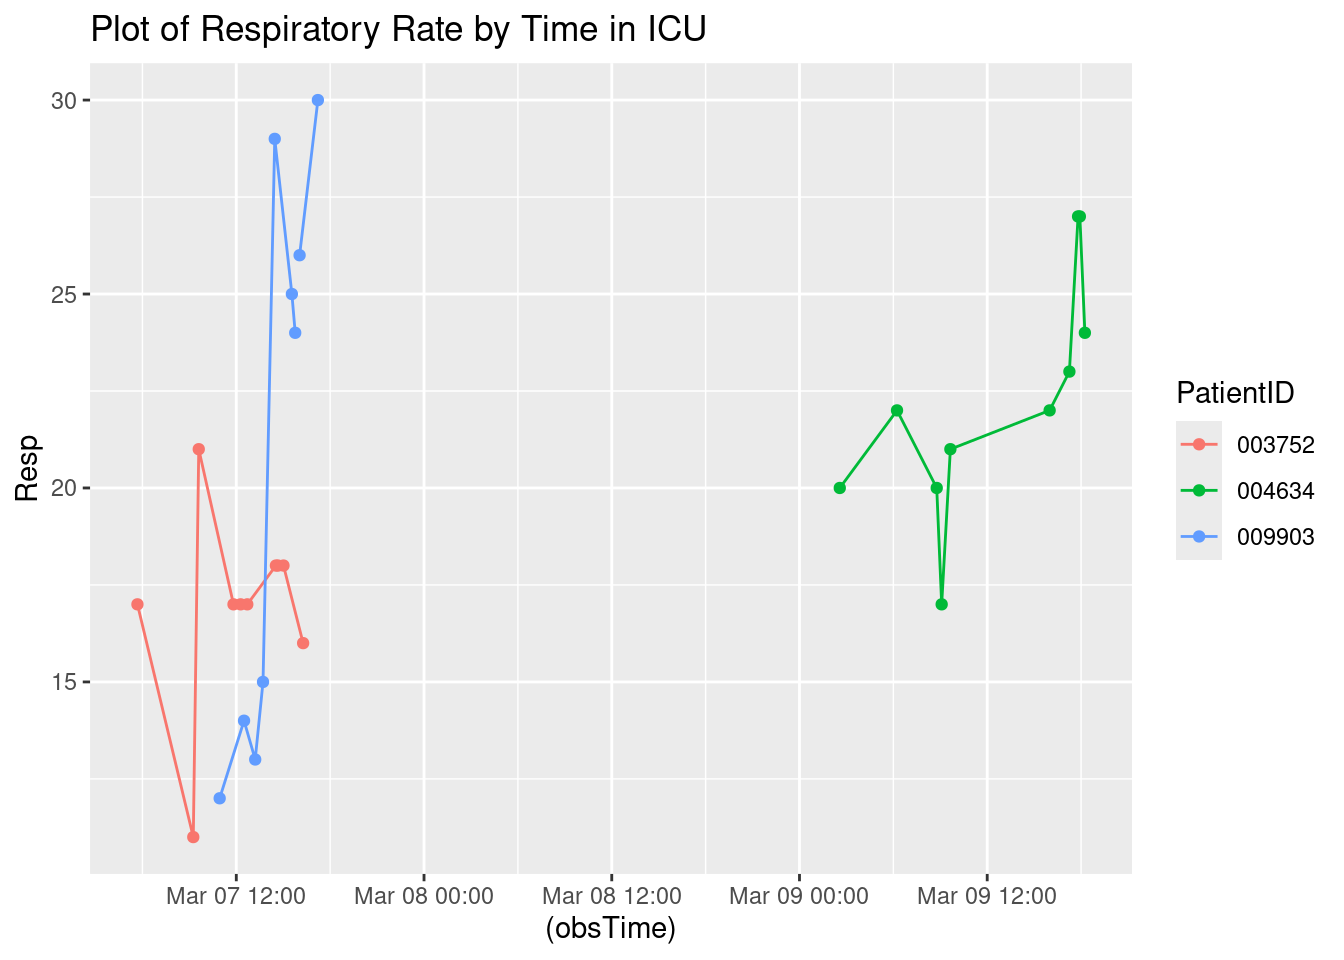 Plot of Respiratory Rate by Time in ICU
30
25
20
15
Resp
Mar 07 12:00
Mar 08 00:00
Mar 08 12:00
Mar 09 00:00
Mar 09 12:00
(obsTime)
PatientID
003752
004634
009903